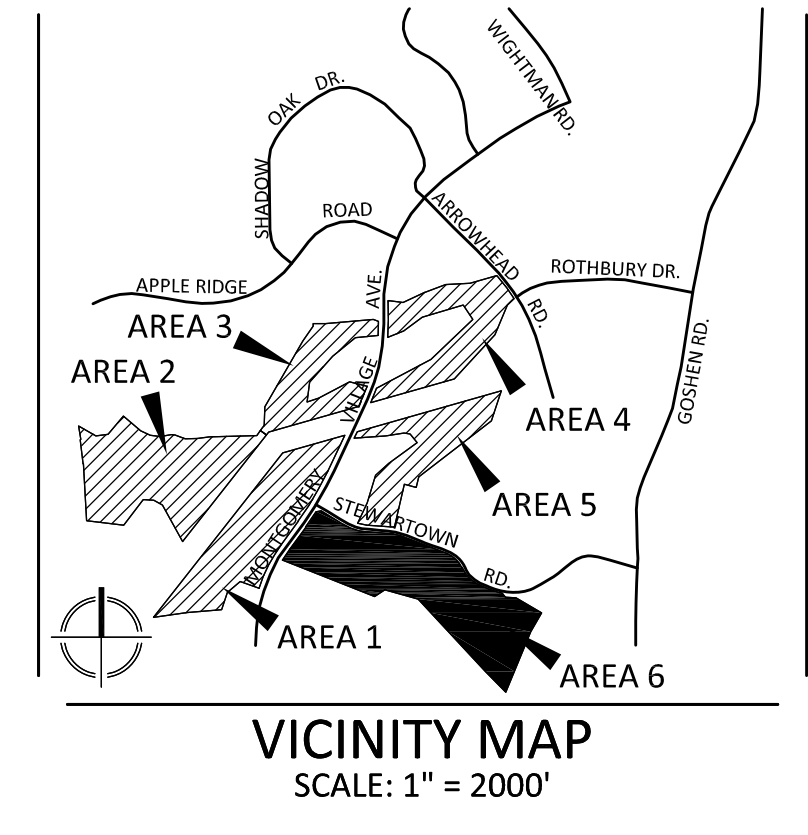 WIGHTMAN RD.
SHADOW OAK DR.
ARROWHEAD RD.
APPLE RIDGE ROAD
ROTHBURY DR.
MONTGOMERY VILLAGE AVE.
GOSHEN RD.
AREA 3
AREA 2
AREA 4
AREA 5
STEWARTOWN RD.
AREA 1
AREA 6
VICINITY MAP
SCALE: 1" = 2000'